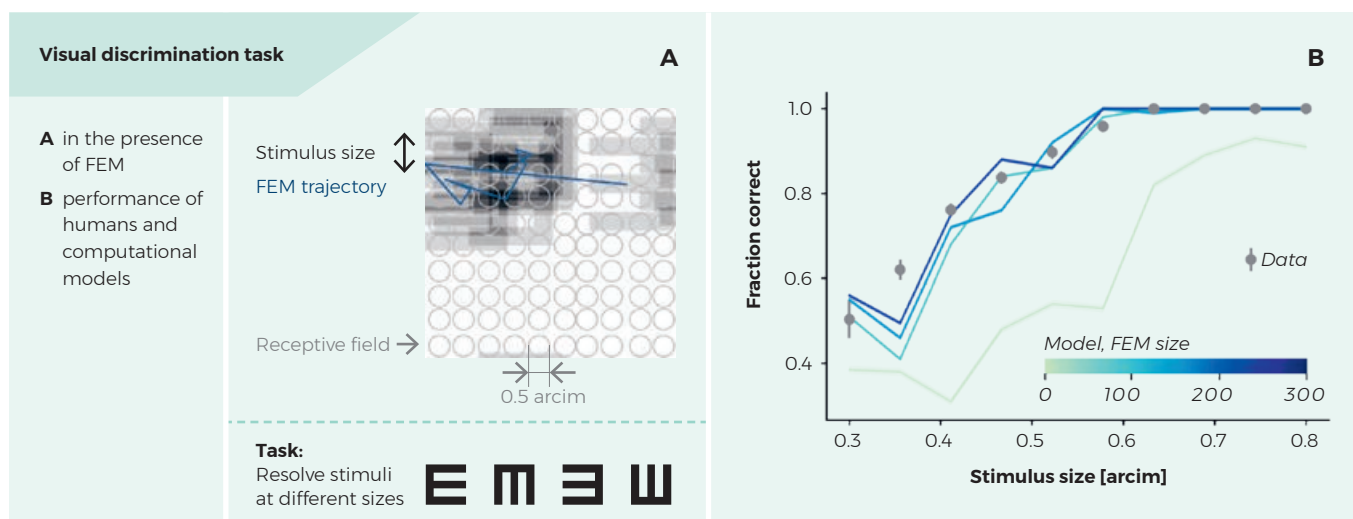 Visual discrimination task
A in the presence
of FEM
B performance of
humans and
computational
models
A
Stimulus size
FEM trajectory
Receptive field
0.5 arcim
Task:
Resolve stimuli
at different sizes
B
Fraction correct
1.0
0.8
0.6
0.4
Data
Model, FEM size
0 100 200 300
0.3 0.4 0.5 0.6 0.7 0.8
Stimulus size [arcim]